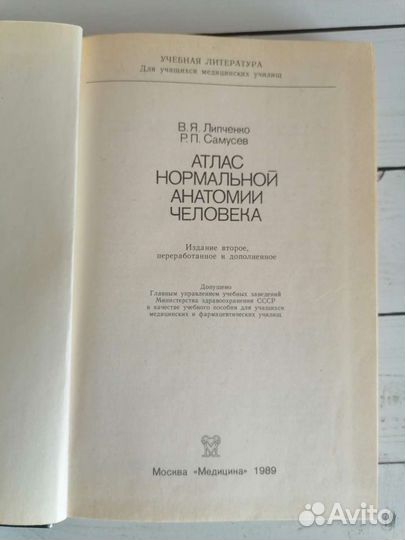 УЧЕБНАЯ ЛИТЕРАТУРА
Для учащихся медицинских училищ
В. Я. Липченко
Р. П. Самусев
АТЛАС
НОРМАЛЬНОЙ
АНАТОМИИ
ЧЕЛОВЕКА
Издание второе,
переработанное и дополненное
Допущено
Главным управлением учебных заведений
Министерства здравоохранения СССР
в качестве учебного пособия для учащихся
медицинских и фармацевтических училищ
Москва «Медицина» 1989
Avito